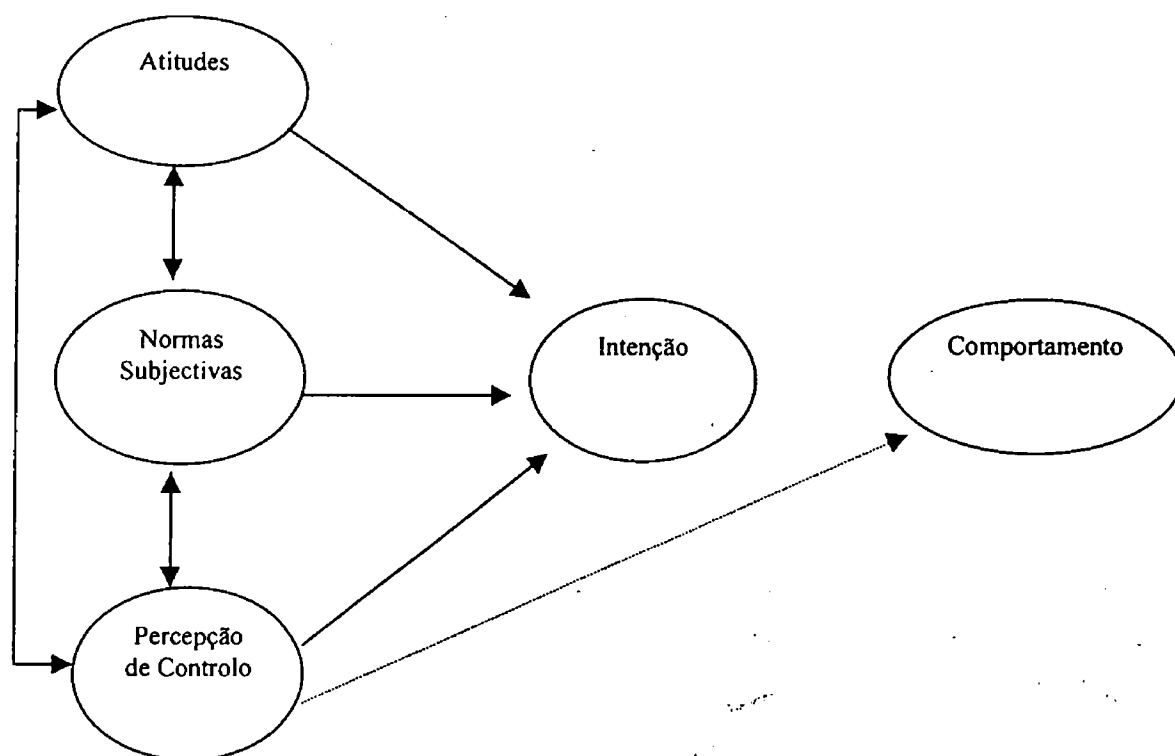 Atitudes
Normas
Subjectivas
Intenção
Comportamento
Percepção
de Controlo